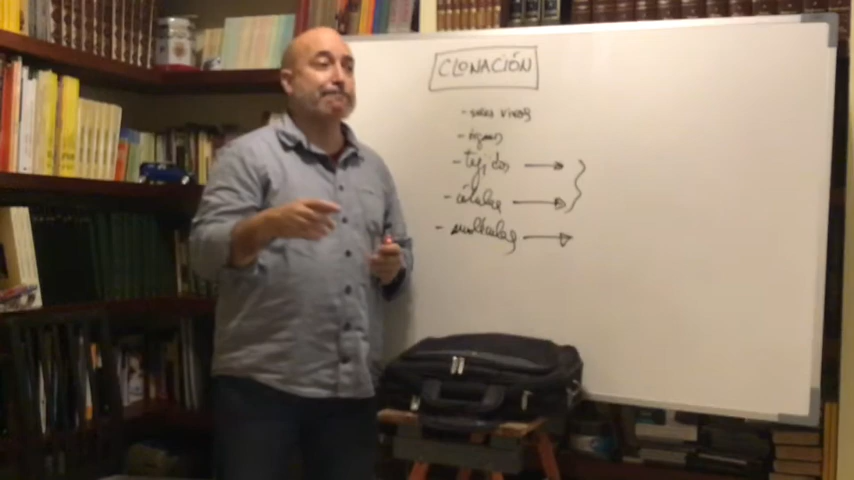 CLONACIÓN
- seres vivos
- órganos
- tejidos
- células
- moléculas